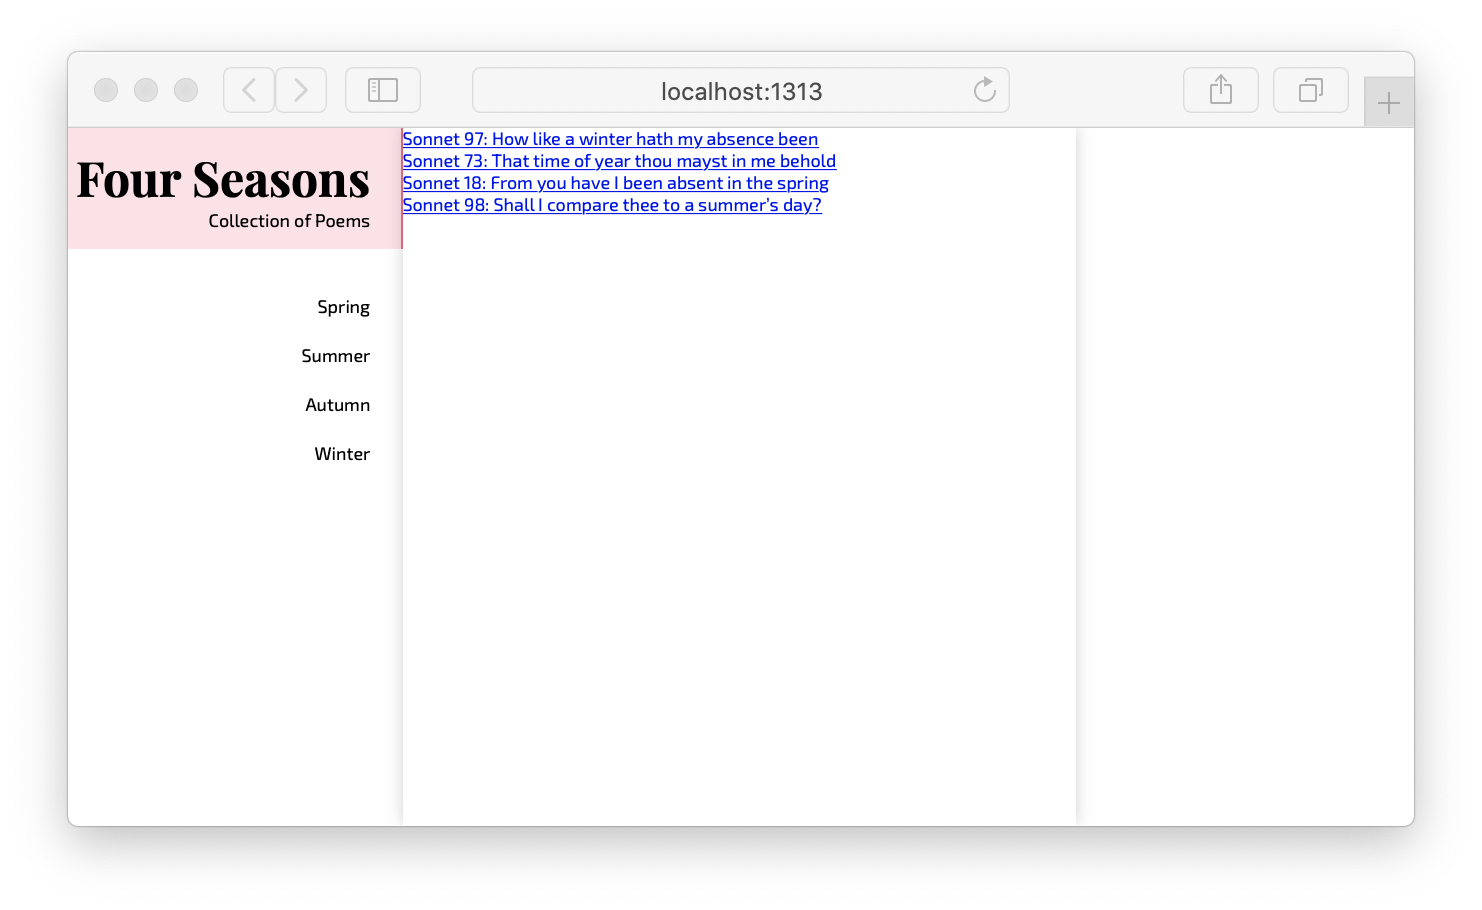 localhost:1313
Four Seasons
Collection of Poems
Spring
Summer
Autumn
Winter
Sonnet 97: How like a winter hath my absence been
Sonnet 73: That time of year thou mayst in me behold
Sonnet 18: From you have I been absent in the spring
Sonnet 98: Shall I compare thee to a summer’s day?